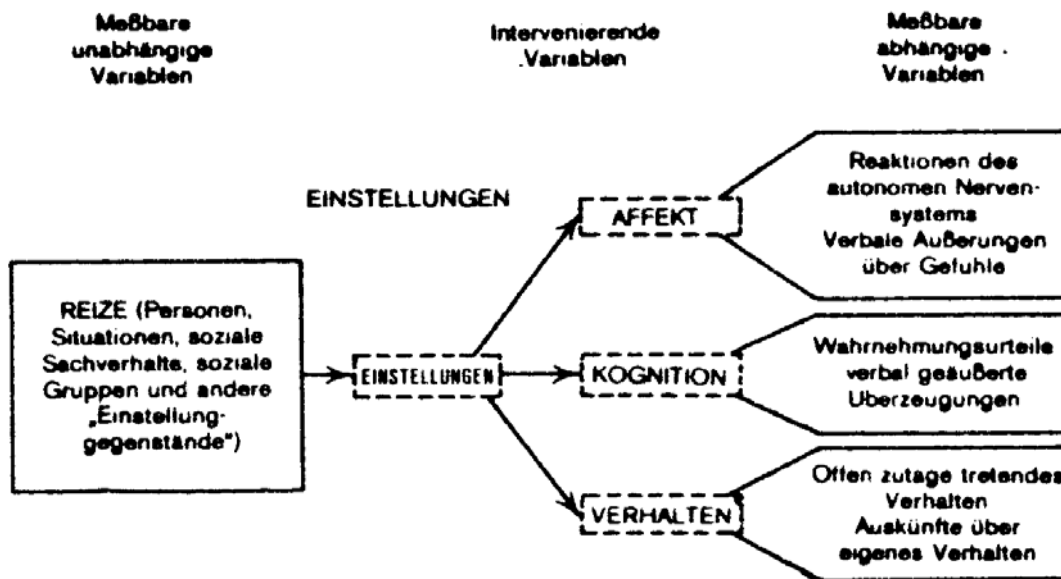 Meßbare
unabhängige
Variablen
Intervenierende
Variablen
Meßbare
abhängige
Variablen
EINSTELLUNGEN
REIZE (Personen,
Situationen, soziale
Sachverhalte, soziale
Gruppen und andere
„Einstellung-
gegenstände“)
EINSTELLUNGEN
AFFEKT
Reaktionen des
autonomen Nerven-
systems
Verbale Äußerungen
über Gefuhle
KOGNITION
Wahrnehmungsurteile
verbal geäußerte
Uberzeugungen
VERHALTEN
Offen zutage tretendes
Verhalten
Auskünfte über
eigenes Verhalten